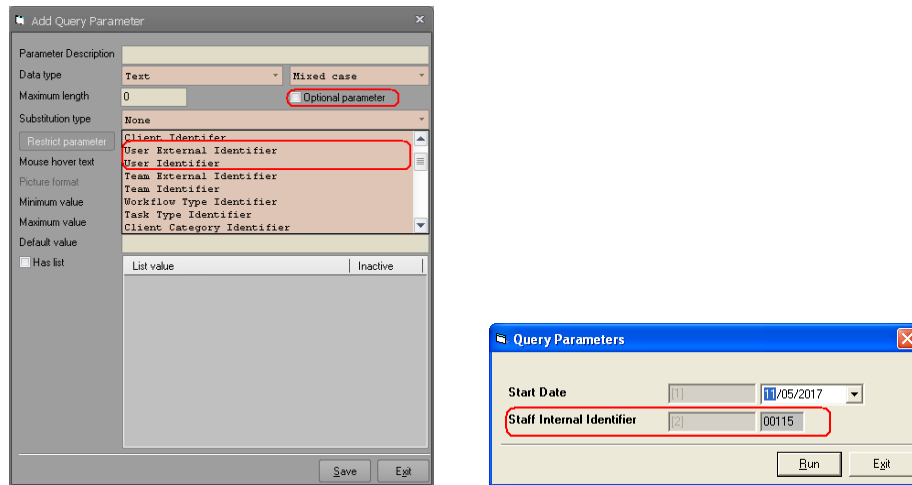 Add Query Parameter
Parameter Description
Data type Text Mixed case
Maximum length 0 Optional parameter
Substitution type None
Restrict parameter
Client Identifer
User External Identifier
Mouse hover text User Identifier
Team External Identifier
Picture format Team Identifier
Minimum value Workflow Type Identifier
Task Type Identifier
Maximum value Client Category Identifier
Default value
Has list List value Inactive
Save Exit
Query Parameters
Start Date [1] 11/05/2017
Staff Internal Identifier [2] 00115
Run Exit